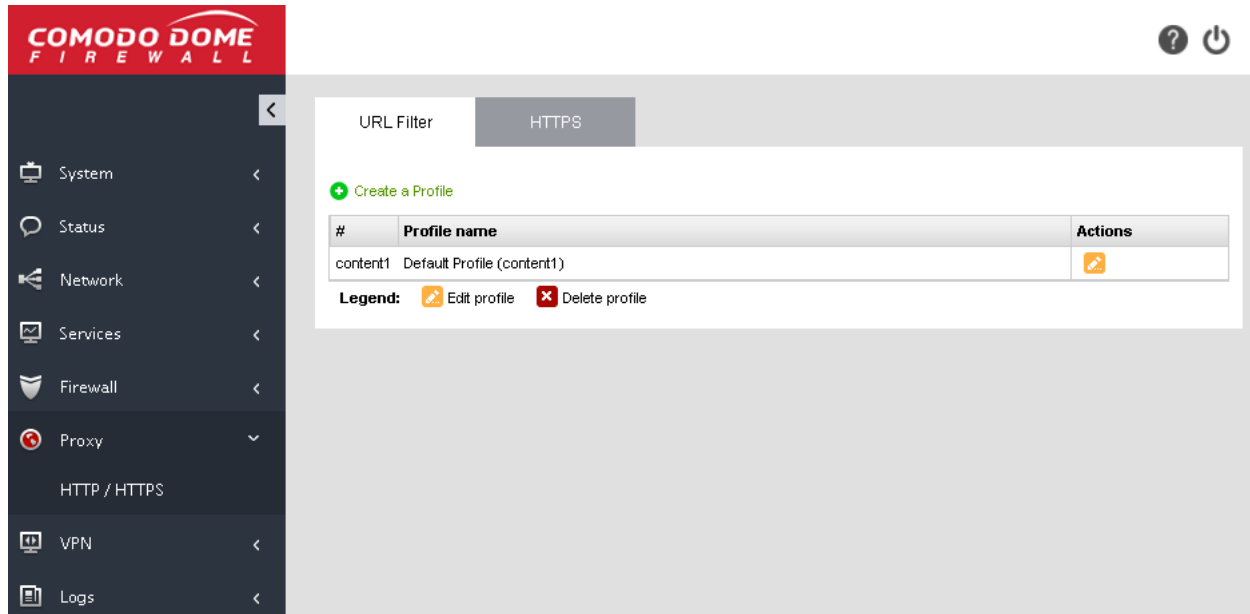 COMODO DOME
FIREWALL
URL Filter
HTTPS
System
Status
Network
Services
Firewall
Proxy
HTTP / HTTPS
VPN
Logs
Create a Profile
# Profile name Actions
content1 Default Profile (content1)
Legend: Edit profile Delete profile